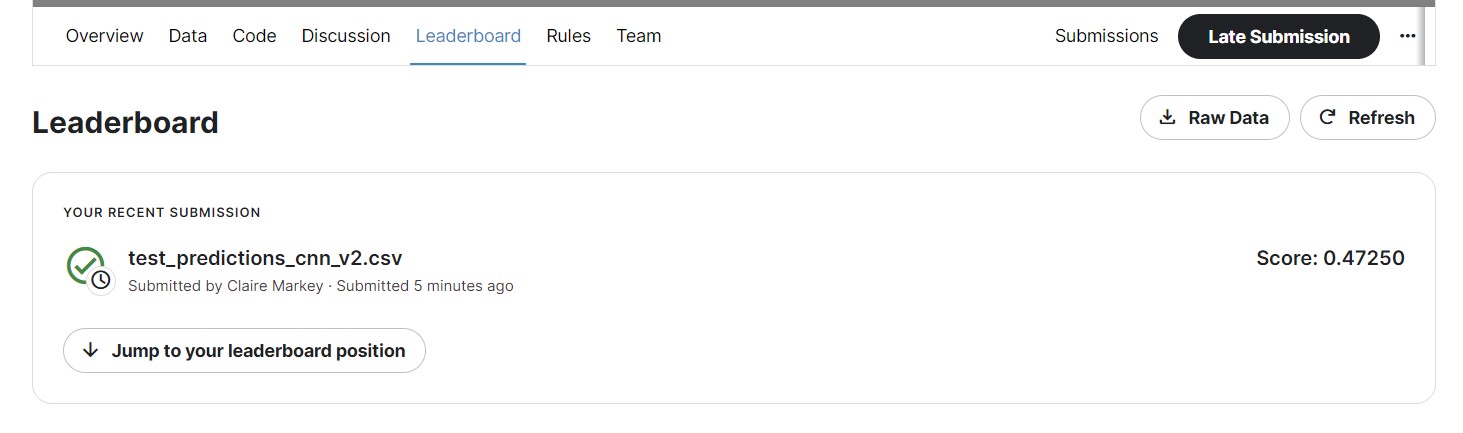 Overview Data Code Discussion Leaderboard Rules Team Submissions Late Submission ...
Leaderboard
Raw Data Refresh
YOUR RECENT SUBMISSION
test_predictions_cnn_v2.csv Score: 0.47250
Submitted by Claire Markey · Submitted 5 minutes ago
Jump to your leaderboard position